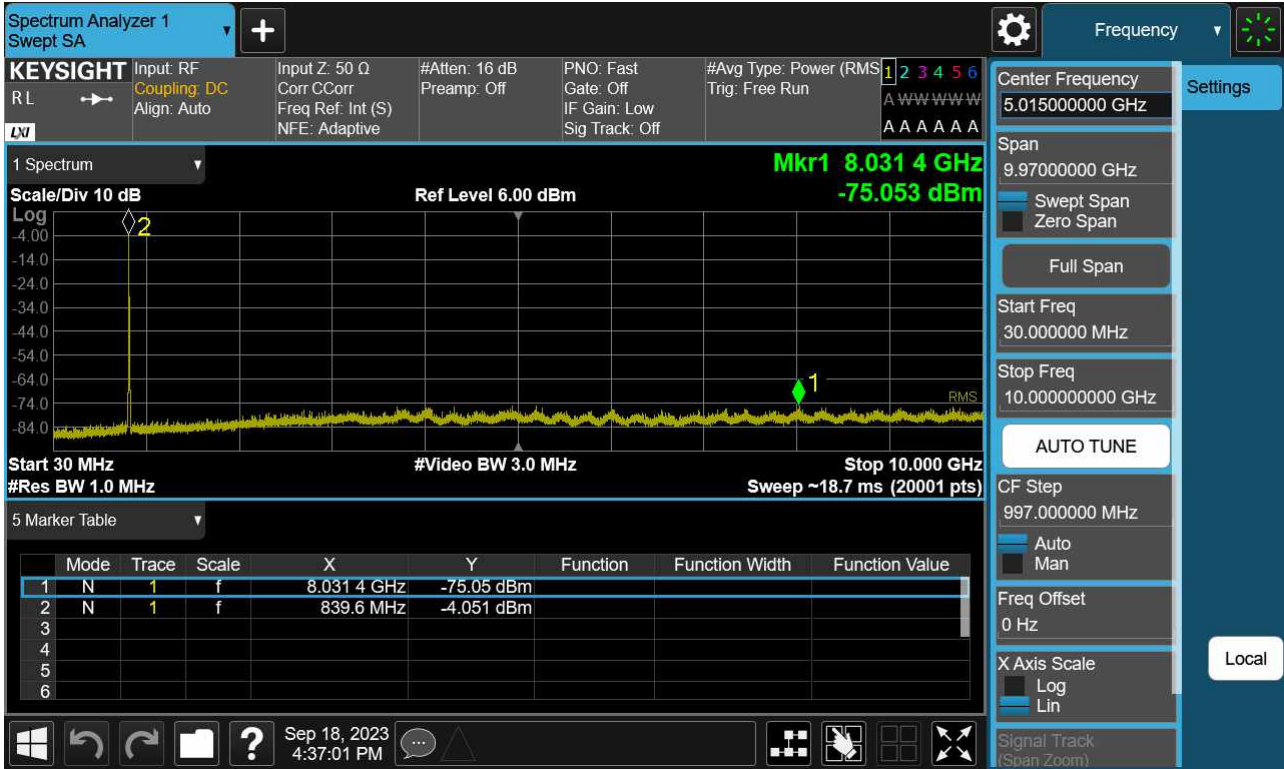 Spectrum Analyzer 1
Swept SA
+
Frequency
KEYSIGHT
R L
LXI
Input: RF
Coupling: DC
Align: Auto
Input Z: 50 Ω
Corr CCorr
Freq Ref: Int (S)
NFE: Adaptive
#Atten: 16 dB
Preamp: Off
PNO: Fast
Gate: Off
IF Gain: Low
Sig Track: Off
#Avg Type: Power (RMS
Trig: Free Run
1 2 3 4 5 6
A W W W W W
A A A A A A
1 Spectrum
Mkr1 8.031 4 GHz
Scale/Div 10 dB
Ref Level 6.00 dBm
-75.053 dBm
Log
2
-4.00
-14.0
-24.0
-34.0
-44.0
-54.0
-64.0
1
-74.0
RMS
-84.0
Start 30 MHz
#Video BW 3.0 MHz
Stop 10.000 GHz
#Res BW 1.0 MHz
Sweep ~18.7 ms (20001 pts)
5 Marker Table
Mode Trace Scale X Y Function Function Width Function Value
1 N 1 f 8.031 4 GHz -75.05 dBm
2 N 1 f 839.6 MHz -4.051 dBm
3
4
5
6
Center Frequency
5.015000000 GHz
Span
9.97000000 GHz
Swept Span
Zero Span
Full Span
Start Freq
30.000000 MHz
Stop Freq
10.000000000 GHz
AUTO TUNE
CF Step
997.000000 MHz
Auto
Man
Freq Offset
0 Hz
X Axis Scale
Log
Lin
Signal Track
(Span Zoom)
Settings
Local
?
Sep 18, 2023
4:37:01 PM